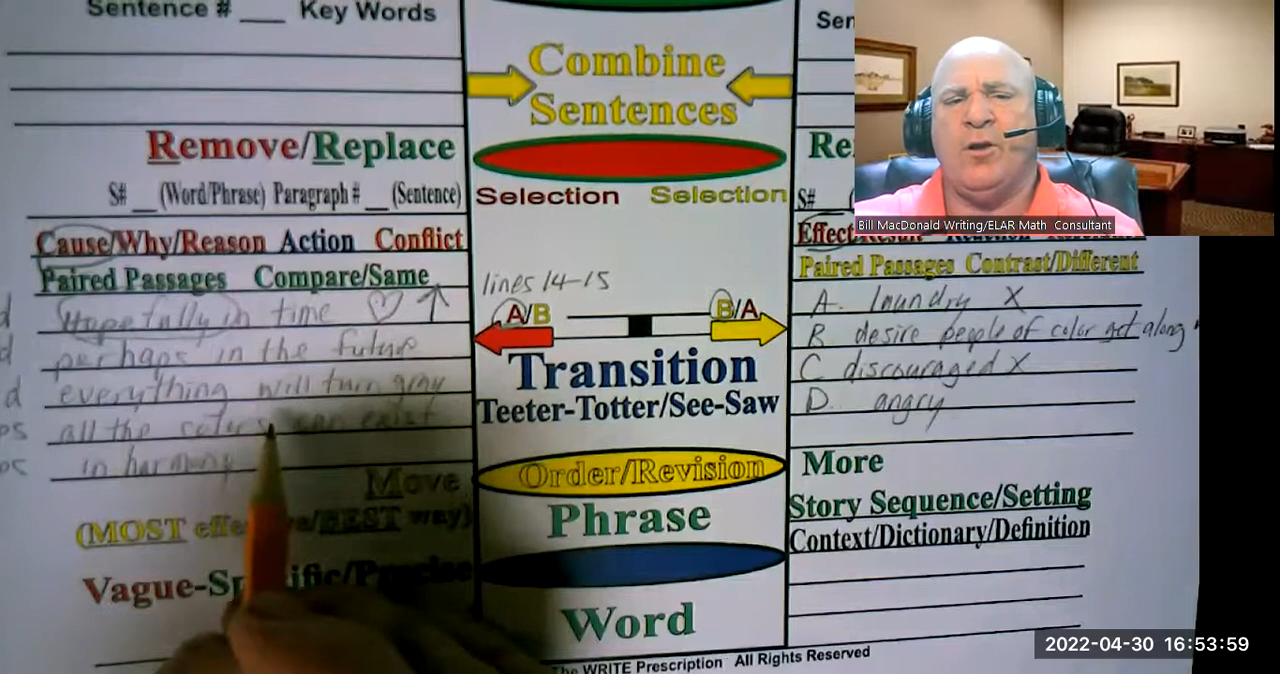 Sentence # ___ Key Words
Sen
Combine
Sentences
Remove/Replace
Re
S# __ (Word/Phrase) Paragraph # __ (Sentence)
Selection Selection
S#
Bill MacDonald Writing/ELAR Math Consultant
Cause/Why/Reason Action Conflict
Effect/Result
Paired Passages Compare/Same
Paired Passages Contrast/Different
lines 14-15
Hopefully in time
A. laundry X
A/B
B/A
perhaps in the future
B. desire people of color get along
everything will turn gray
Transition
C discouraged X
Teeter-Totter/See-Saw
D. angry
all the colors can exist
in harmony
Order/Revision
More
Move
Story Sequence/Setting
(MOST effective/BEST way)
Phrase
Context/Dictionary/Definition
Vague-Specific/Precise
Word
The WRITE Prescription All Rights Reserved
2022-04-30 16:53:59